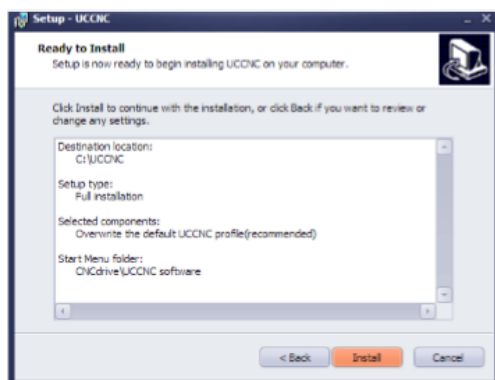 Setup - UCCNC
Ready to Install
Setup is now ready to begin installing UCCNC on your computer.
Click Install to continue with the installation, or click Back if you want to review or
change any settings.
Destination location:
C:\UCCNC
Setup type:
Full installation
Selected components:
Overwrite the default UCCNC profile(recommended)
Start Menu folder:
CNCdrive\UCCNC software
< Back
Install
Cancel